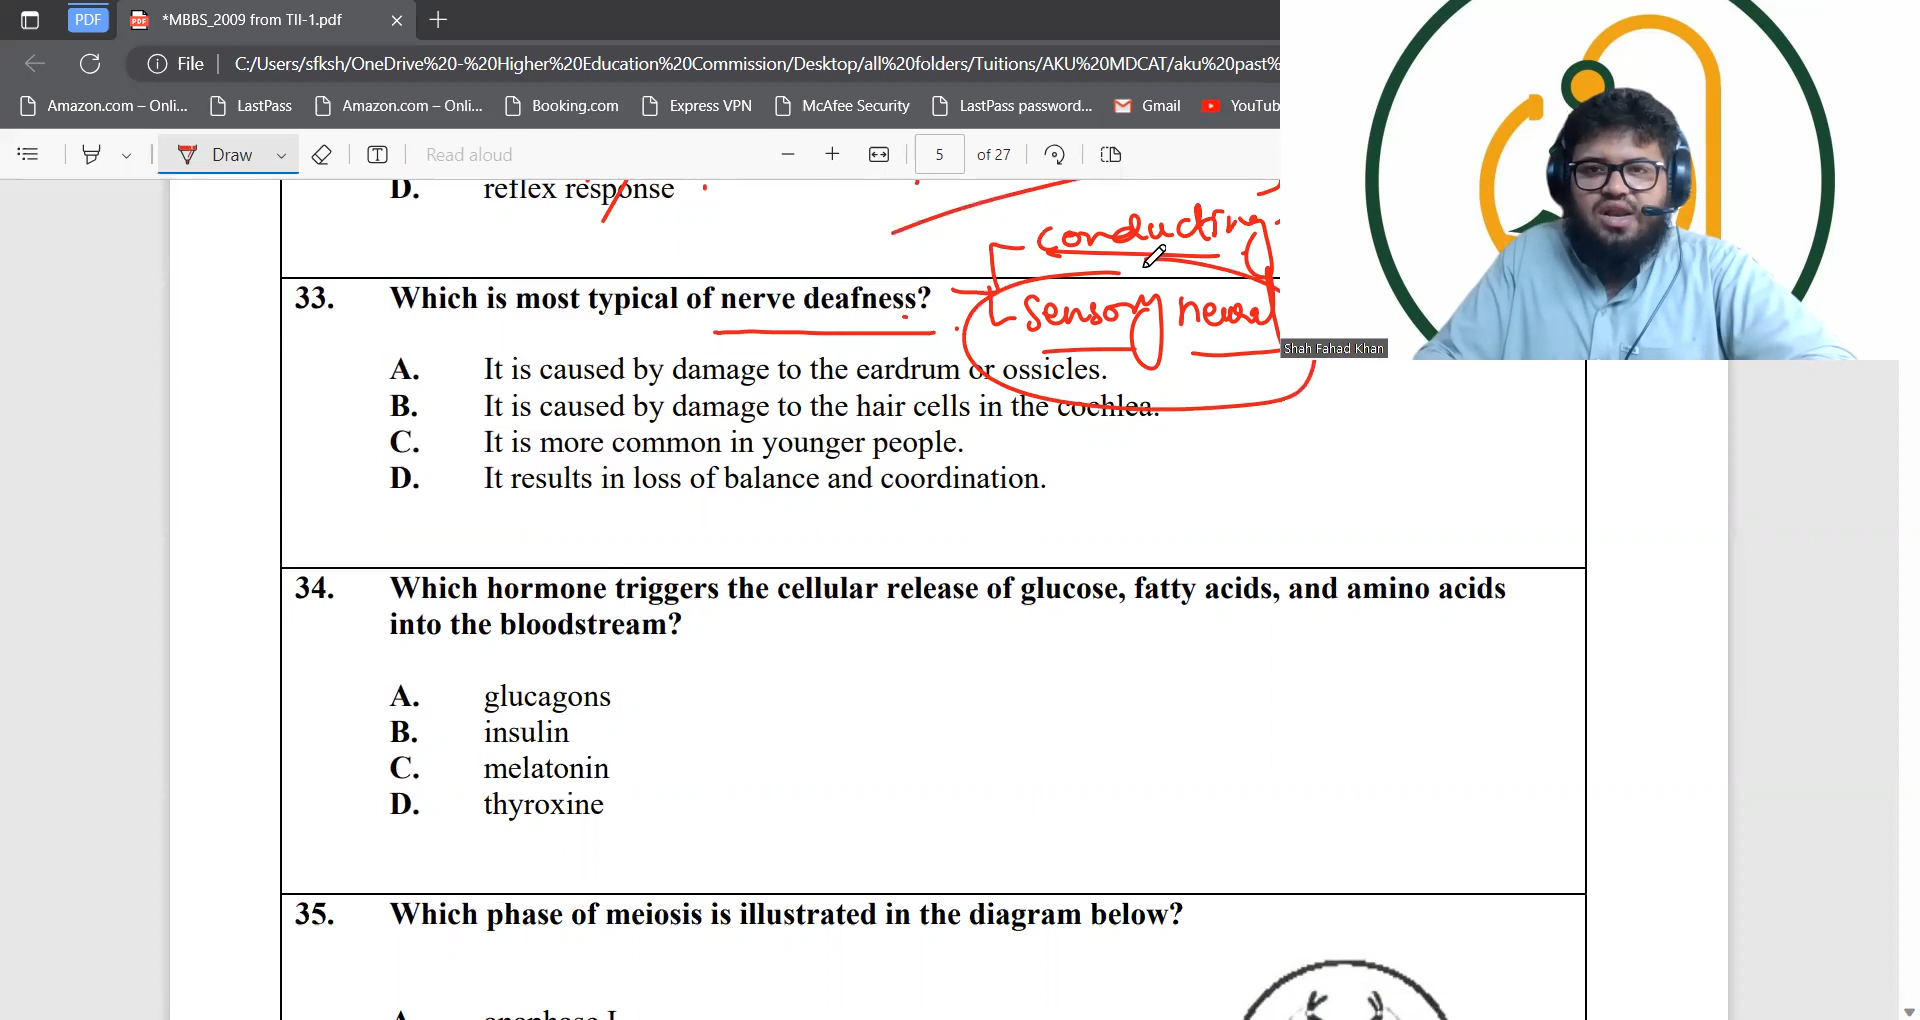 PDF
PDF
*MBBS_2009 from TII-1.pdf
File
C:/Users/sfksh/OneDrive%20-%20Higher%20Education%20Commission/Desktop/all%20folders/Tuitions/AKU%20MDCAT/aku%20past%
Amazon.com – Onli...
LastPass
Amazon.com – Onli...
Booking.com
Express VPN
McAfee Security
LastPass password...
Gmail
YouTub
Draw
T
Read aloud
5
of 27
D. reflex response
conducting
33. Which is most typical of nerve deafness?
sensory neural
Shah Fahad Khan
A. It is caused by damage to the eardrum or ossicles.
B. It is caused by damage to the hair cells in the cochlea.
C. It is more common in younger people.
D. It results in loss of balance and coordination.
34. Which hormone triggers the cellular release of glucose, fatty acids, and amino acids
into the bloodstream?
A. glucagons
B. insulin
C. melatonin
D. thyroxine
35. Which phase of meiosis is illustrated in the diagram below?
A. anaphase I